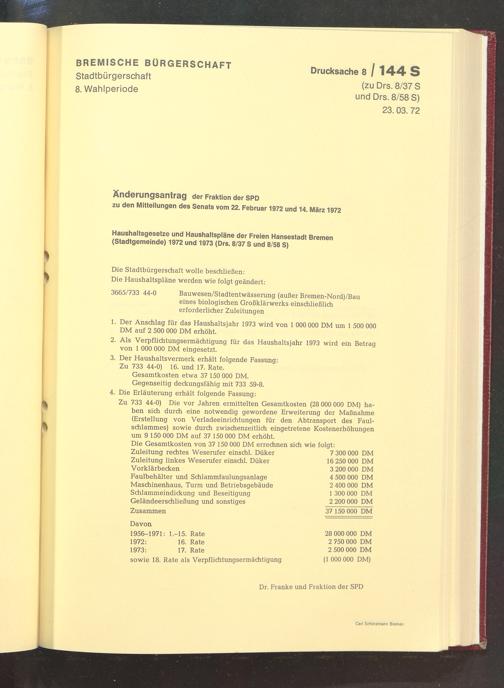 BREMISCHE BÜRGERSCHAFT
Stadtbürgerschaft
8. Wahlperiode
Drucksache 8 / 144 S
(zu Drs. 8/37 S
und Drs. 8/58 S)
23. 03. 72
Änderungsantrag der Fraktion der SPD
zu den Mitteilungen des Senats vom 22. Februar 1972 und 14. März 1972
Haushaltsgesetze und Haushaltspläne der Freien Hansestadt Bremen
(Stadtgemeinde) 1972 und 1973 (Drs. 8/37 S und 8/58 S)
Die Stadtbürgerschaft wolle beschließen:
Die Haushaltspläne werden wie folgt geändert:
3665/733 44-0 Bauwesen/Stadtentwässerung (außer Bremen-Nord)/Bau
eines biologischen Großklärwerks einschließlich
erforderlicher Zuleitungen
1. Der Anschlag für das Haushaltsjahr 1973 wird von 1 000 000 DM um 1 500 000
DM auf 2 500 000 DM erhöht.
2. Als Verpflichtungsermächtigung für das Haushaltsjahr 1973 wird ein Betrag
von 1 000 000 DM eingesetzt.
3. Der Haushaltsvermerk erhält folgende Fassung:
Zu 733 44-0) 16. und 17. Rate.
Gesamtkosten etwa 37 150 000 DM.
Gegenseitig deckungsfähig mit 733 59-8.
4. Die Erläuterung erhält folgende Fassung:
Zu 733 44-0) Die vor Jahren ermittelten Gesamtkosten (28 000 000 DM) ha-
ben sich durch eine notwendig gewordene Erweiterung der Maßnahme
(Erstellung von Verladeeinrichtungen für den Abtransport des Faul-
schlammes) sowie durch zwischenzeitlich eingetretene Kostenerhöhungen
um 9 150 000 DM auf 37 150 000 DM erhöht.
Die Gesamtkosten von 37 150 000 DM errechnen sich wie folgt:
Zuleitung rechtes Weserufer einschl. Düker 7 300 000 DM
Zuleitung linkes Weserufer einschl. Düker 16 250 000 DM
Vorklärbecken 3 200 000 DM
Faulbehälter und Schlammfaulungsanlage 4 500 000 DM
Maschinenhaus, Turm und Betriebsgebäude 2 400 000 DM
Schlammeindickung und Beseitigung 1 300 000 DM
Geländeerschließung und sonstiges 2 200 000 DM
Zusammen 37 150 000 DM
Davon
1956–1971: 1.–15. Rate 28 000 000 DM
1972: 16. Rate 2 750 000 DM
1973: 17. Rate 2 500 000 DM
sowie 18. Rate als Verpflichtungsermächtigung (1 000 000 DM)
Dr. Franke und Fraktion der SPD
Carl Schünemann Bremen